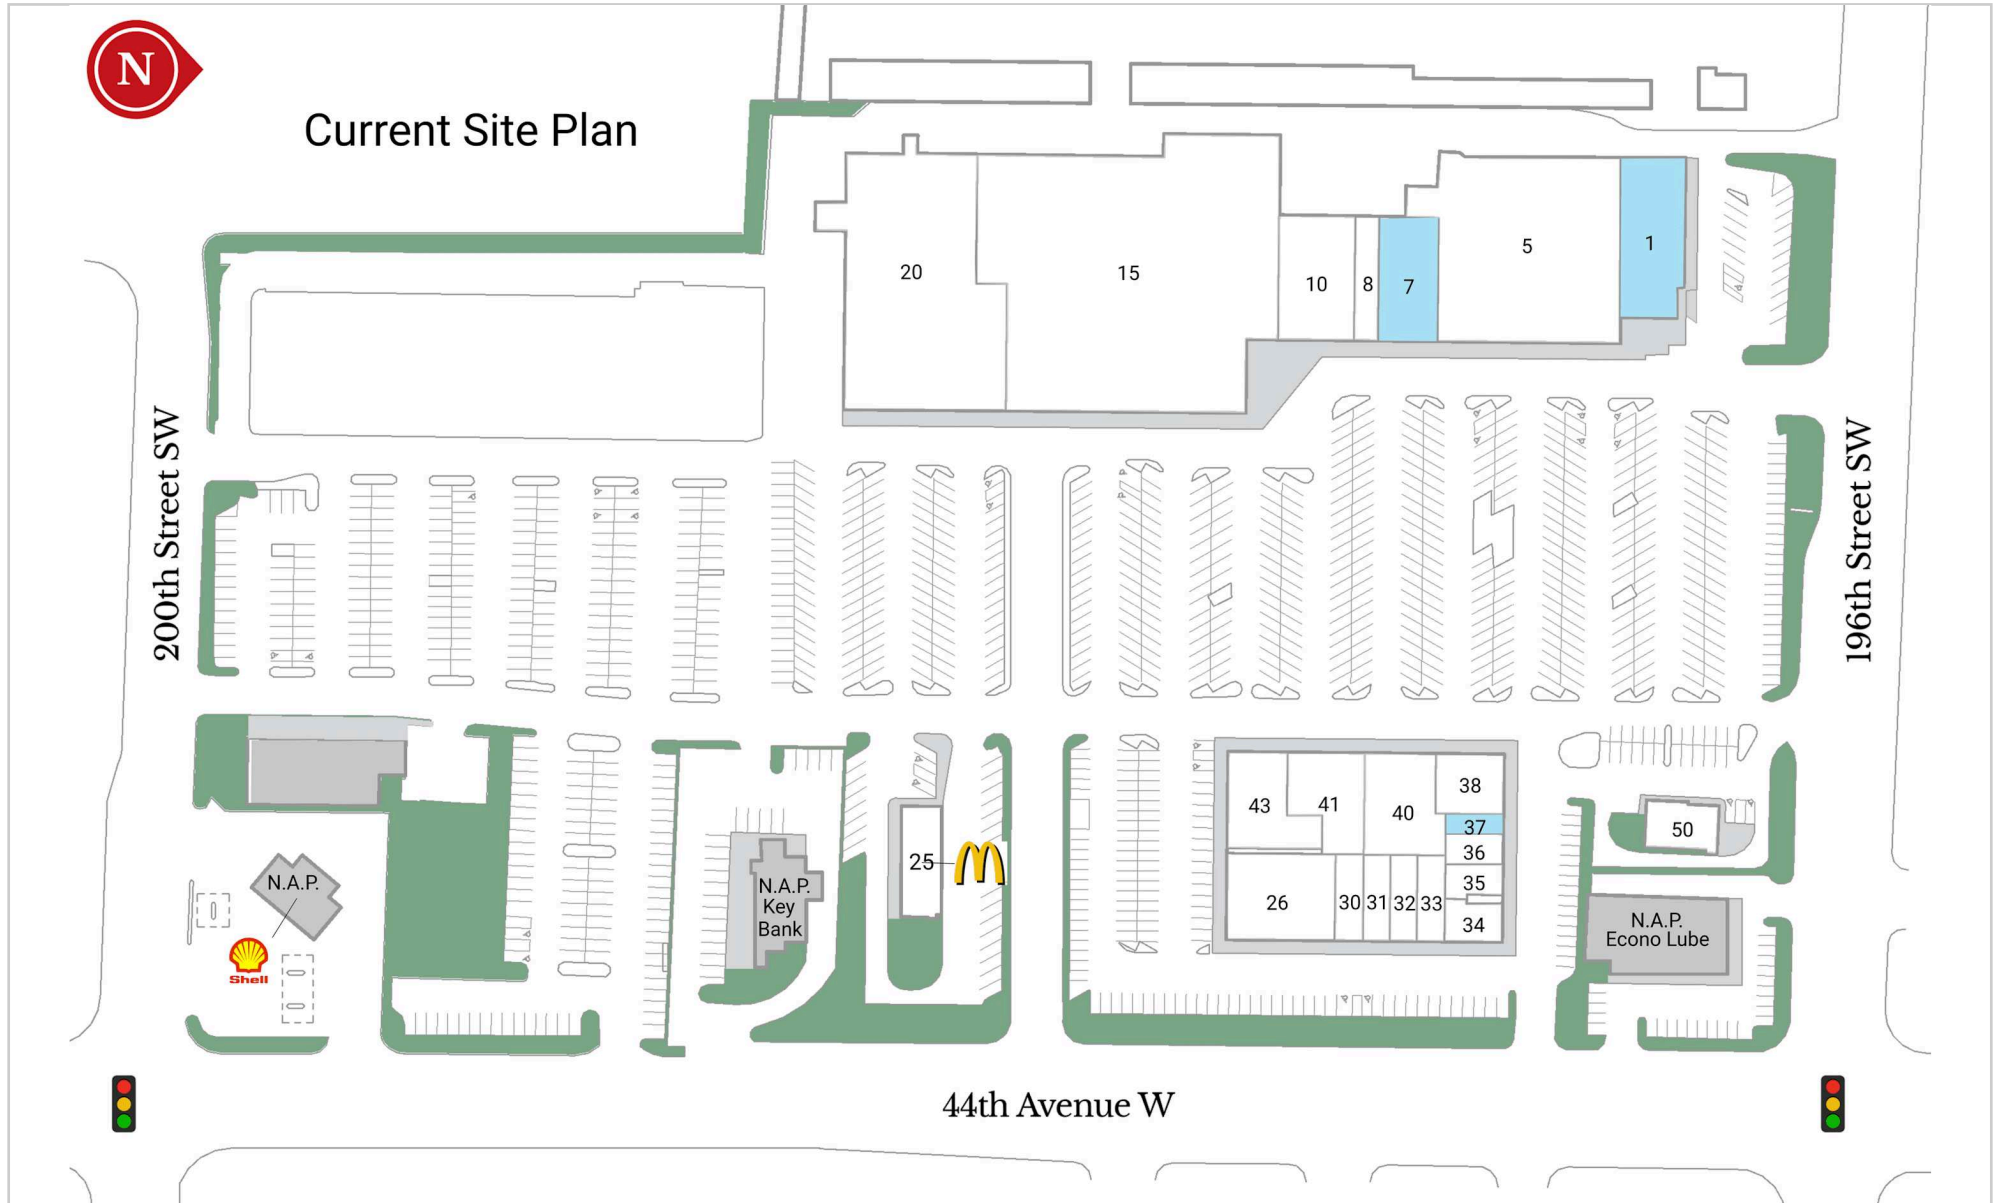 N
Current Site Plan
20
15
10
8
7
5
1
200th Street SW
196th Street SW
43
41
40
38
37
36
35
34
26
30
31
32
33
50
25
N.A.P.
Shell
N.A.P.
Key
Bank
N.A.P.
Econo Lube
44th Avenue W